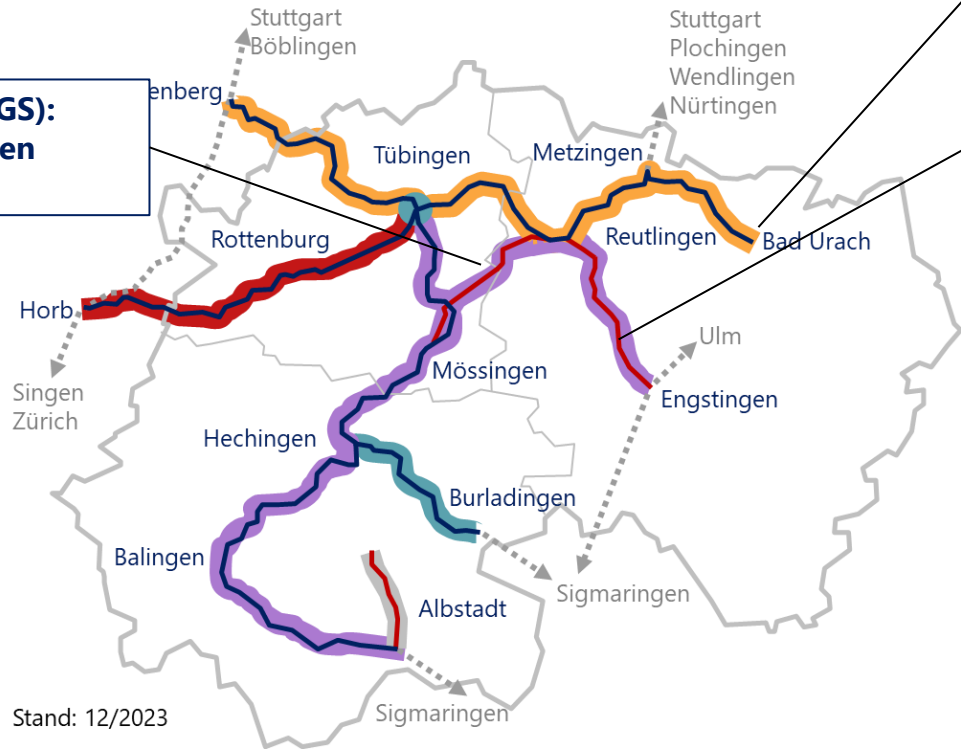 Stuttgart
Böblingen
Stuttgart
Plochingen
Wendlingen
Nürtingen
GS):
en
enberg
Tübingen
Metzingen
Rottenburg
Reutlingen
Bad Urach
Horb
Ulm
Singen
Zürich
Mössingen
Engstingen
Hechingen
Burladingen
Balingen
Sigmaringen
Albstadt
Sigmaringen
Stand: 12/2023